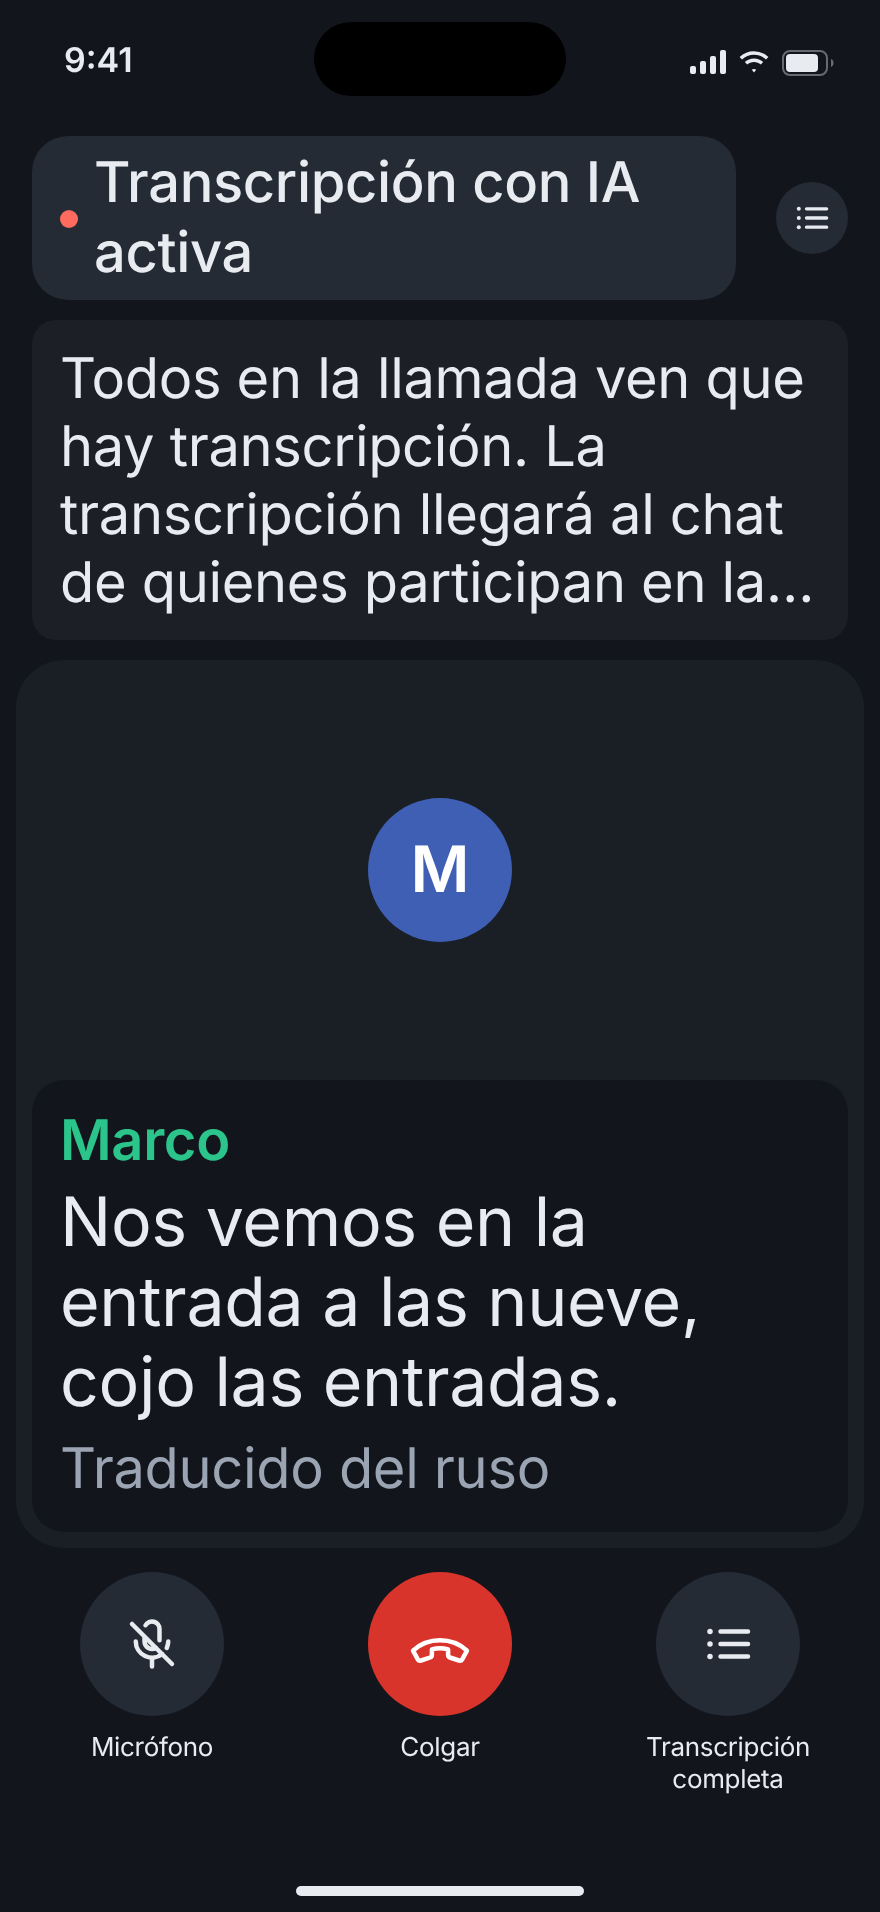 9:41
Transcripción con IA
activa
Todos en la llamada ven que
hay transcripción. La
transcripción llegará al chat
de quienes participan en la...
M
Marco
Nos vemos en la
entrada a las nueve,
cojo las entradas.
Traducido del ruso
Micrófono
Colgar
Transcripción
completa